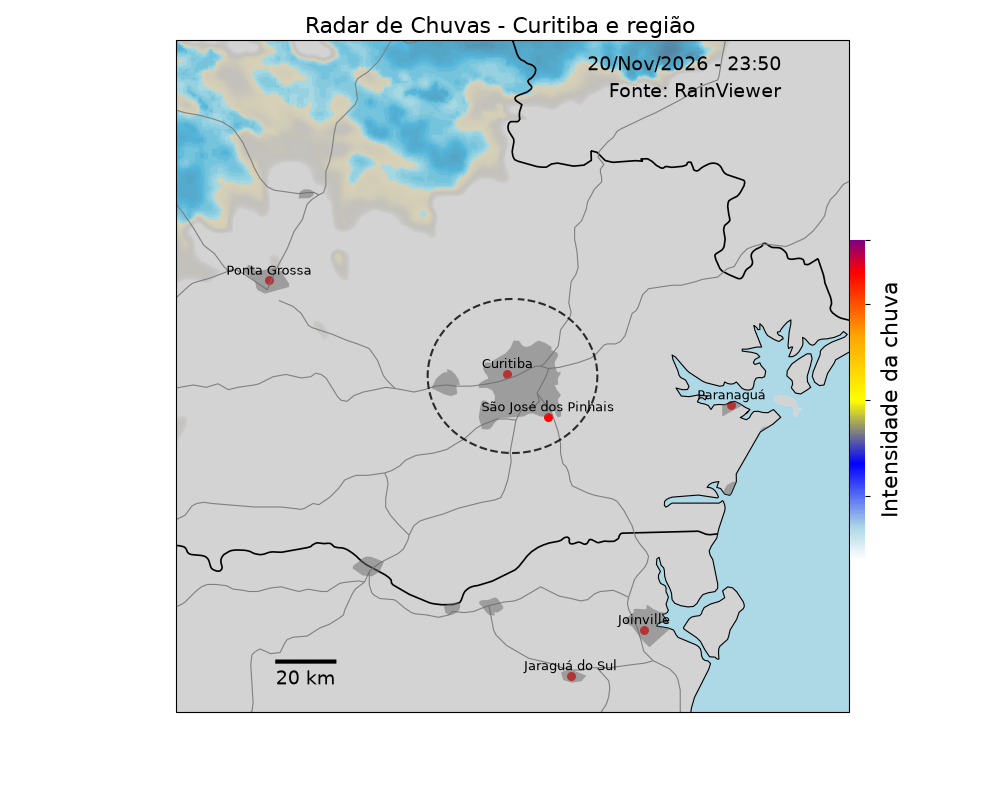 Radar de Chuvas - Curitiba e região
20/Nov/2026 - 23:50
Fonte: RainViewer
Ponta Grossa
Curitiba
Paranaguá
São José dos Pinhais
Joinville
Jaraguá do Sul
20 km
Intensidade da chuva